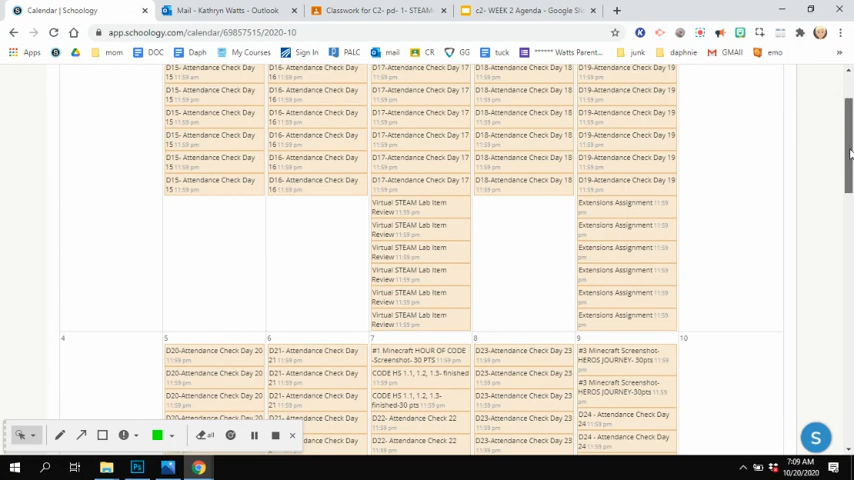 Calendar | Schoology
Mail - Kathryn Watts - Outlook
Classwork for C2- pd- 1- STEAM
c2- WEEK 2 Agenda - Google Slid
app.schoology.com/calendar/69857515/2020-10
Apps
mom
DOC
Daph
My Courses
Sign In
PALC
mail
CR
GG
tuck
****** Watts Parent...
junk
daphnie
GMAIL
emo
D15- Attendance Check Day
15 11:59 pm
D15- Attendance Check Day
15 11:59 pm
D15- Attendance Check Day
15 11:59 pm
D15- Attendance Check Day
15 11:59 pm
D15- Attendance Check Day
15 11:59 pm
D15- Attendance Check Day
15 11:59 pm
D16- Attendance Check Day
16 11:59 pm
D16- Attendance Check Day
16 11:59 pm
D16- Attendance Check Day
16 11:59 pm
D16- Attendance Check Day
16 11:59 pm
D16- Attendance Check Day
16 11:59 pm
D16- Attendance Check Day
16 11:59 pm
D17-Attendance Check Day 17
11:59 pm
D17-Attendance Check Day 17
11:59 pm
D17-Attendance Check Day 17
11:59 pm
D17-Attendance Check Day 17
11:59 pm
D17-Attendance Check Day 17
11:59 pm
D17-Attendance Check Day 17
11:59 pm
Virtual STEAM Lab Item
Review 11:59 pm
Virtual STEAM Lab Item
Review 11:59 pm
Virtual STEAM Lab Item
Review 11:59 pm
Virtual STEAM Lab Item
Review 11:59 pm
Virtual STEAM Lab Item
Review 11:59 pm
Virtual STEAM Lab Item
Review 11:59 pm
D18-Attendance Check Day 18
11:59 pm
D18-Attendance Check Day 18
11:59 pm
D18-Attendance Check Day 18
11:59 pm
D18-Attendance Check Day 18
11:59 pm
D18-Attendance Check Day 18
11:59 pm
D18-Attendance Check Day 18
11:59 pm
D19-Attendance Check Day 19
11:59 pm
D19-Attendance Check Day 19
11:59 pm
D19-Attendance Check Day 19
11:59 pm
D19-Attendance Check Day 19
11:59 pm
D19-Attendance Check Day 19
11:59 pm
D19-Attendance Check Day 19
11:59 pm
Extensions Assignment 11:59
pm
Extensions Assignment 11:59
pm
Extensions Assignment 11:59
pm
Extensions Assignment 11:59
pm
Extensions Assignment 11:59
pm
Extensions Assignment 11:59
pm
4
5
6
7
8
9
10
D20-Attendance Check Day 20
11:59 pm
D20-Attendance Check Day 20
11:59 pm
D20-Attendance Check Day 20
11:59 pm
D20-Attendance Check Day 20
D21- Attendance Check Day
21 11:59 pm
D21- Attendance Check Day
21 11:59 pm
D21- Attendance Check Day
21 11:59 pm
D21- Attendance Check Day
#1 Minecraft HOUR OF CODE
-Screenshot- 30 PTS 11:59 pm
CODE HS 1.1, 1.2, 1.3- finished
11:59 pm
CODE HS 1.1, 1.2, 1.3-
finished-30 pts 11:59 pm
D22- Attendance Check 22
11:59 pm
D22- Attendance Check 22
11:59 pm
D23-Attendance Check Day 23
11:59 pm
D23-Attendance Check Day 23
11:59 pm
D23-Attendance Check Day 23
11:59 pm
D23-Attendance Check Day 23
11:59 pm
D23-Attendance Check Day 23
11:59 pm
#3 Minecraft Screenshot-
HEROS JOURNEY- 30pts 11:59
pm
#3 Minecraft Screenshot-
HEROS JOURNEY-30pts 11:59
pm
D24 - Attendance Check Day
24 11:59 pm
D24 - Attendance Check Day
24 11:59 pm
all
S
Ps
7:09 AM
10/20/2020